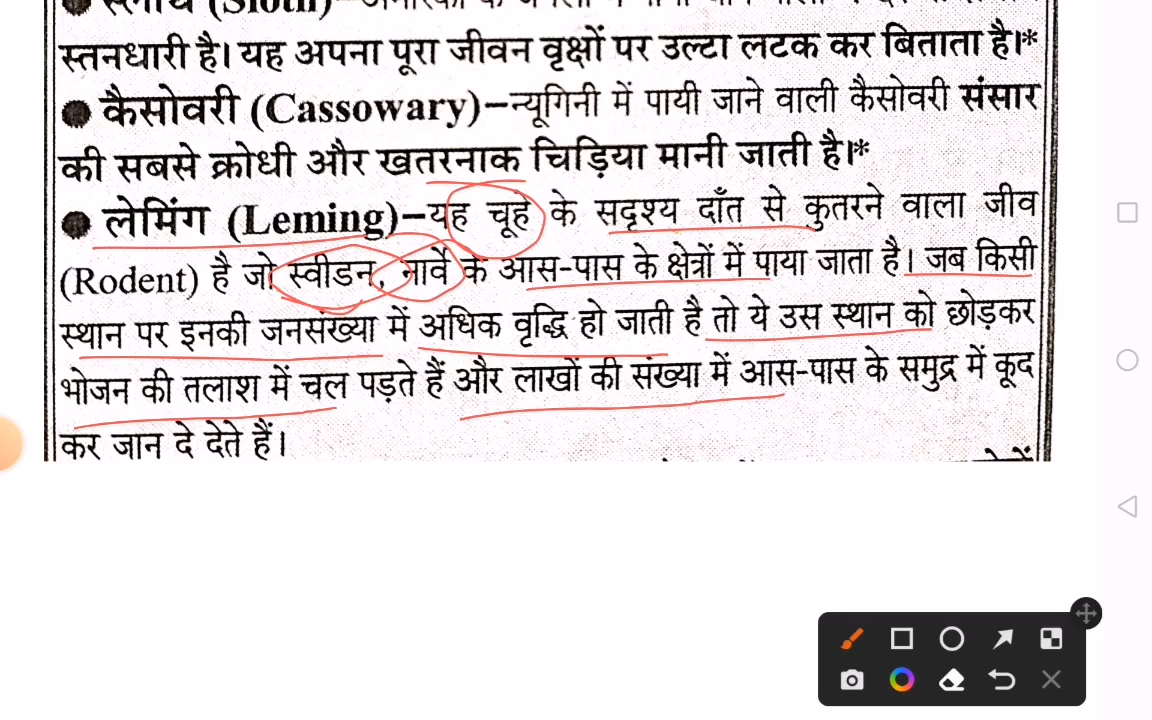 ● स्लॉथ (Sloth)–
स्तनधारी है। यह अपना पूरा जीवन वृक्षों पर उल्टा लटक कर बिताता है।*
● कैसोवरी (Cassowary)–न्यूगिनी में पायी जाने वाली कैसोवरी संसार
की सबसे क्रोधी और खतरनाक चिड़िया मानी जाती है।*
● लेमिंग (Leming)–यह चूहे के सदृश्य दाँत से कुतरने वाला जीव
(Rodent) है जो स्वीडन, नार्वे के आस-पास के क्षेत्रों में पाया जाता है। जब किसी
स्थान पर इनकी जनसंख्या में अधिक वृद्धि हो जाती है तो ये उस स्थान को छोड़कर
भोजन की तलाश में चल पड़ते हैं और लाखों की संख्या में आस-पास के समुद्र में कूद
कर जान दे देते हैं।